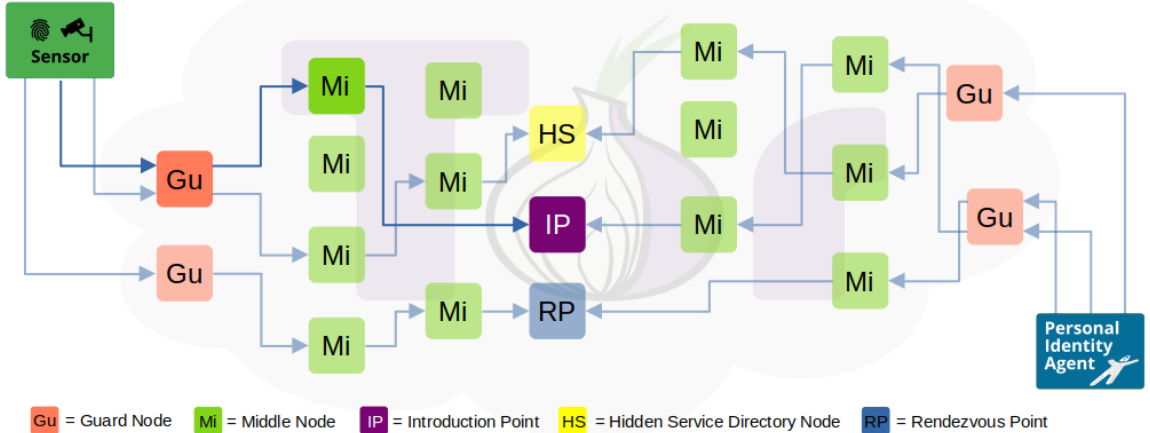 Sensor
Mi
Mi
Mi
Mi
Gu
HS
Mi
Mi
Gu
Mi
Mi
Mi
Gu
IP
Mi
Gu
Mi
Gu
Mi
Mi
RP
Mi
Personal
Identity
Agent
Gu = Guard Node Mi = Middle Node IP = Introduction Point HS = Hidden Service Directory Node RP = Rendezvous Point